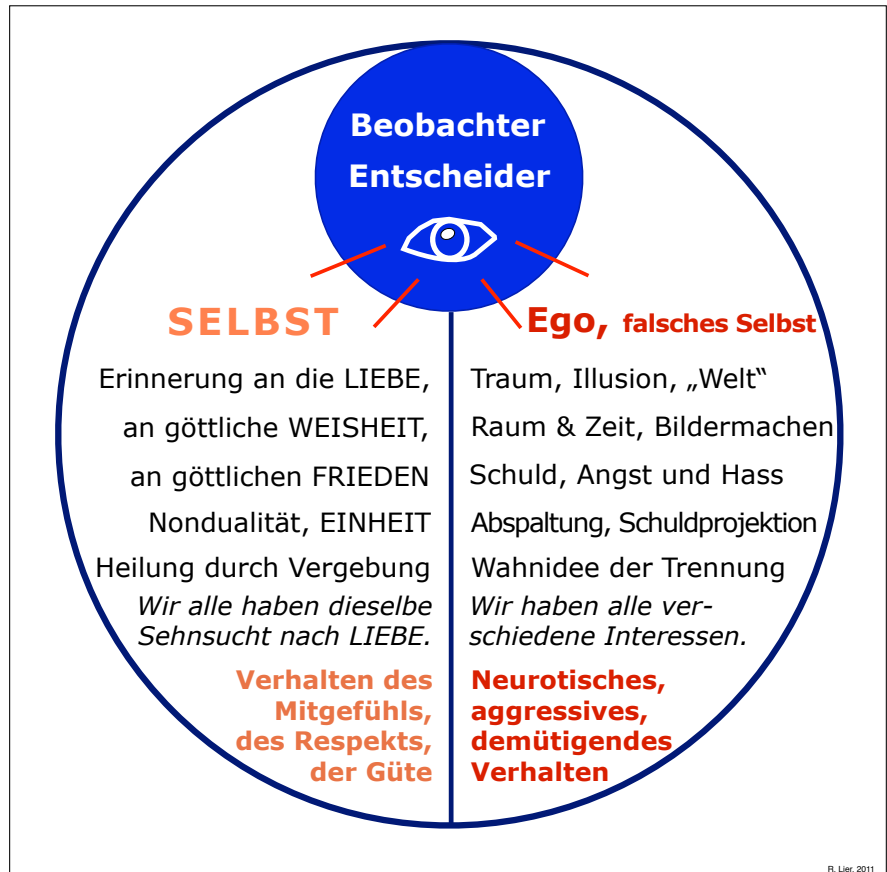 Beobachter
Entscheider
SELBST
Erinnerung an die LIEBE,
an göttliche WEISHEIT,
an göttlichen FRIEDEN
Nondualität, EINHEIT
Heilung durch Vergebung
Wir alle haben dieselbe
Sehnsucht nach LIEBE.
Verhalten des
Mitgefühls,
des Respekts,
der Güte
Ego, falsches Selbst
Traum, Illusion, „Welt“
Raum & Zeit, Bildermachen
Schuld, Angst und Hass
Abspaltung, Schuldprojektion
Wahnidee der Trennung
Wir haben alle ver-
schiedene Interessen.
Neurotisches,
aggressives,
demütigendes
Verhalten
R. Lier, 2011